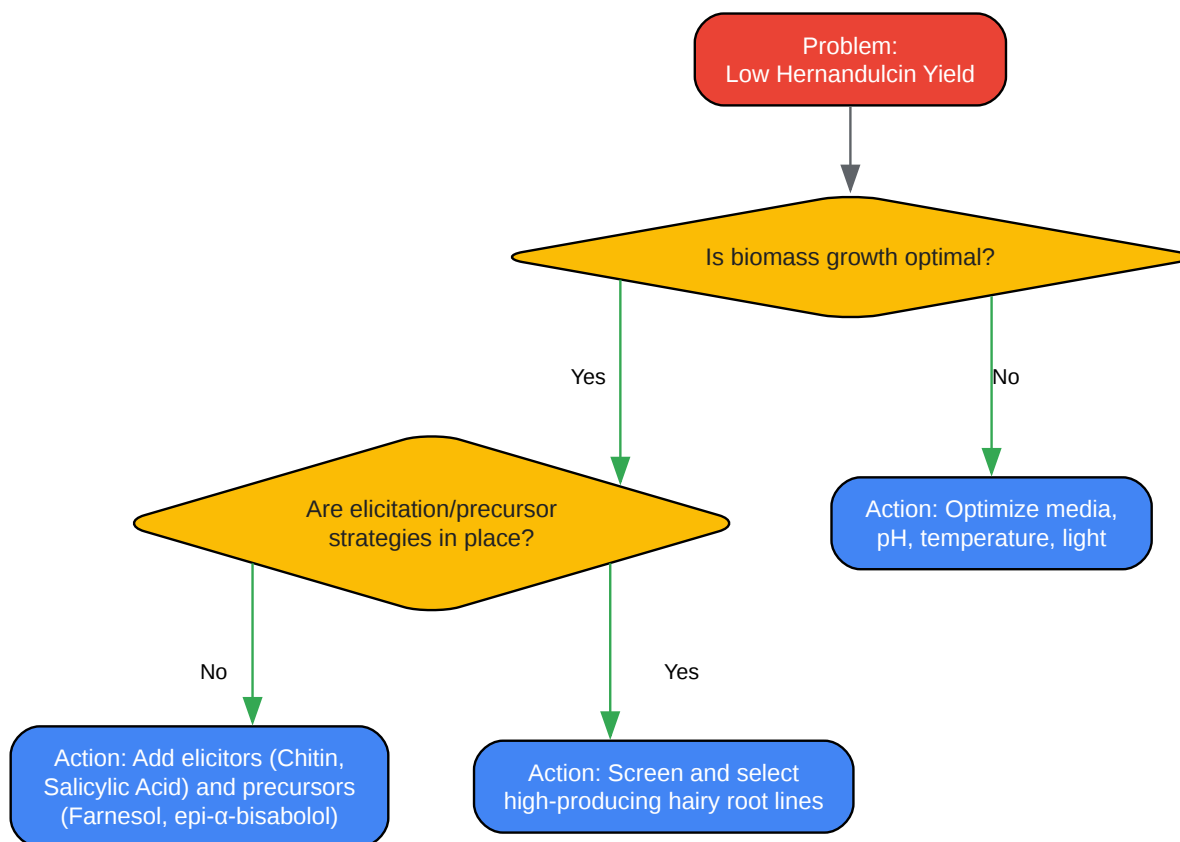 Problem:
Low Hernandulcin Yield
Is biomass growth optimal?
Yes
No
Are elicitation/precursor
strategies in place?
Action: Optimize media,
pH, temperature, light
No
Yes
Action: Add elicitors (Chitin,
Salicylic Acid) and precursors
(Farnesol, epi-α-bisabolol)
Action: Screen and select
high-producing hairy root lines